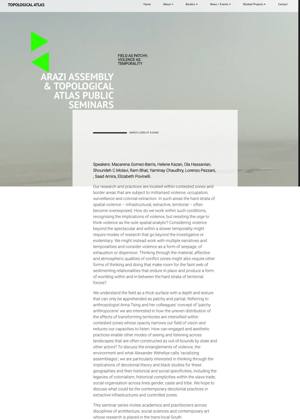 TOPOLOGICAL ATLAS
Home
About
Borders
News + Events
Related Projects
Contact
FIELD AS PATCHY:
VIOLENCE AS
TEMPORALITY
ARAZI ASSEMBLY
& TOPOLOGICAL
ATLAS PUBLIC
SEMINARS
Speakers: Macarena Gomez-Barris, Helene Kazan, Ola Hassanain,
Shourideh C Molavi, Ram Bhat, Yaminay Chaudhry, Lorenzo Pezzani,
, Saad Amira, Elizabeth Povinelli.
Our research and practices are located within contested zones and
border areas that are subject to intimated violence, occupation,
surveillance and colonial extraction. In such areas the hard strata of
spatial violence – infrastructural, extractive, territorial – often
become overexposed. How do we work within such conditions,
recognising the implications of violence, but resisting the urge to
think violence as the sole spatial analytic? Considering violence
beyond the spectacular and within a slower temporality might
require modes of research that go beyond the investigative or
evidentiary. We might instead work with multiple narratives and
temporalities and consider violence as a form of seepage, of
exhaustion or dispersion. Thinking through the material, affective
and atmospheric qualities of conflict zones might also require other
forms of thinking and doing that make room for the faint web of
sedimenting relationalities that endure in place and produce a form
of working within and in between the hard strata of territorial
forces?
We understand the field as a thick surface with a depth and texture
that can only be apprehended as patchy and partial. Referring to
anthropologist Anna Tsing and her colleagues' concept of 'patchy
anthropocene' we are interested in how the uneven distribution of
the effects of transforming territories are intensified within
contested zones whose opacity narrows our field of vision and
reduces our capacities to listen. How can engaged and aesthetic
practices enable other modes of seeing and listening across
landscapes that are often constructed as out-of-bounds by state and
other actors? To discuss the entanglements of violence, the
environment and what Alexander Weheliye calls 'racializing
assemblages', we are particularly interested in thinking through the
implications of decolonial theory and black studies for these
geographies and their historical and social specificities, including the
legacies of colonialism, historical complicities within the slave trade,
social organisation across lines gender, caste and tribe. We hope to
discuss what could be the contemporary decolonial practices in
extractive infrastructures and controlled zones.
This seminar series invites academics and practitioners across
disciplines of architecture, social sciences and contemporary art
whose research is placed in the trans-local South